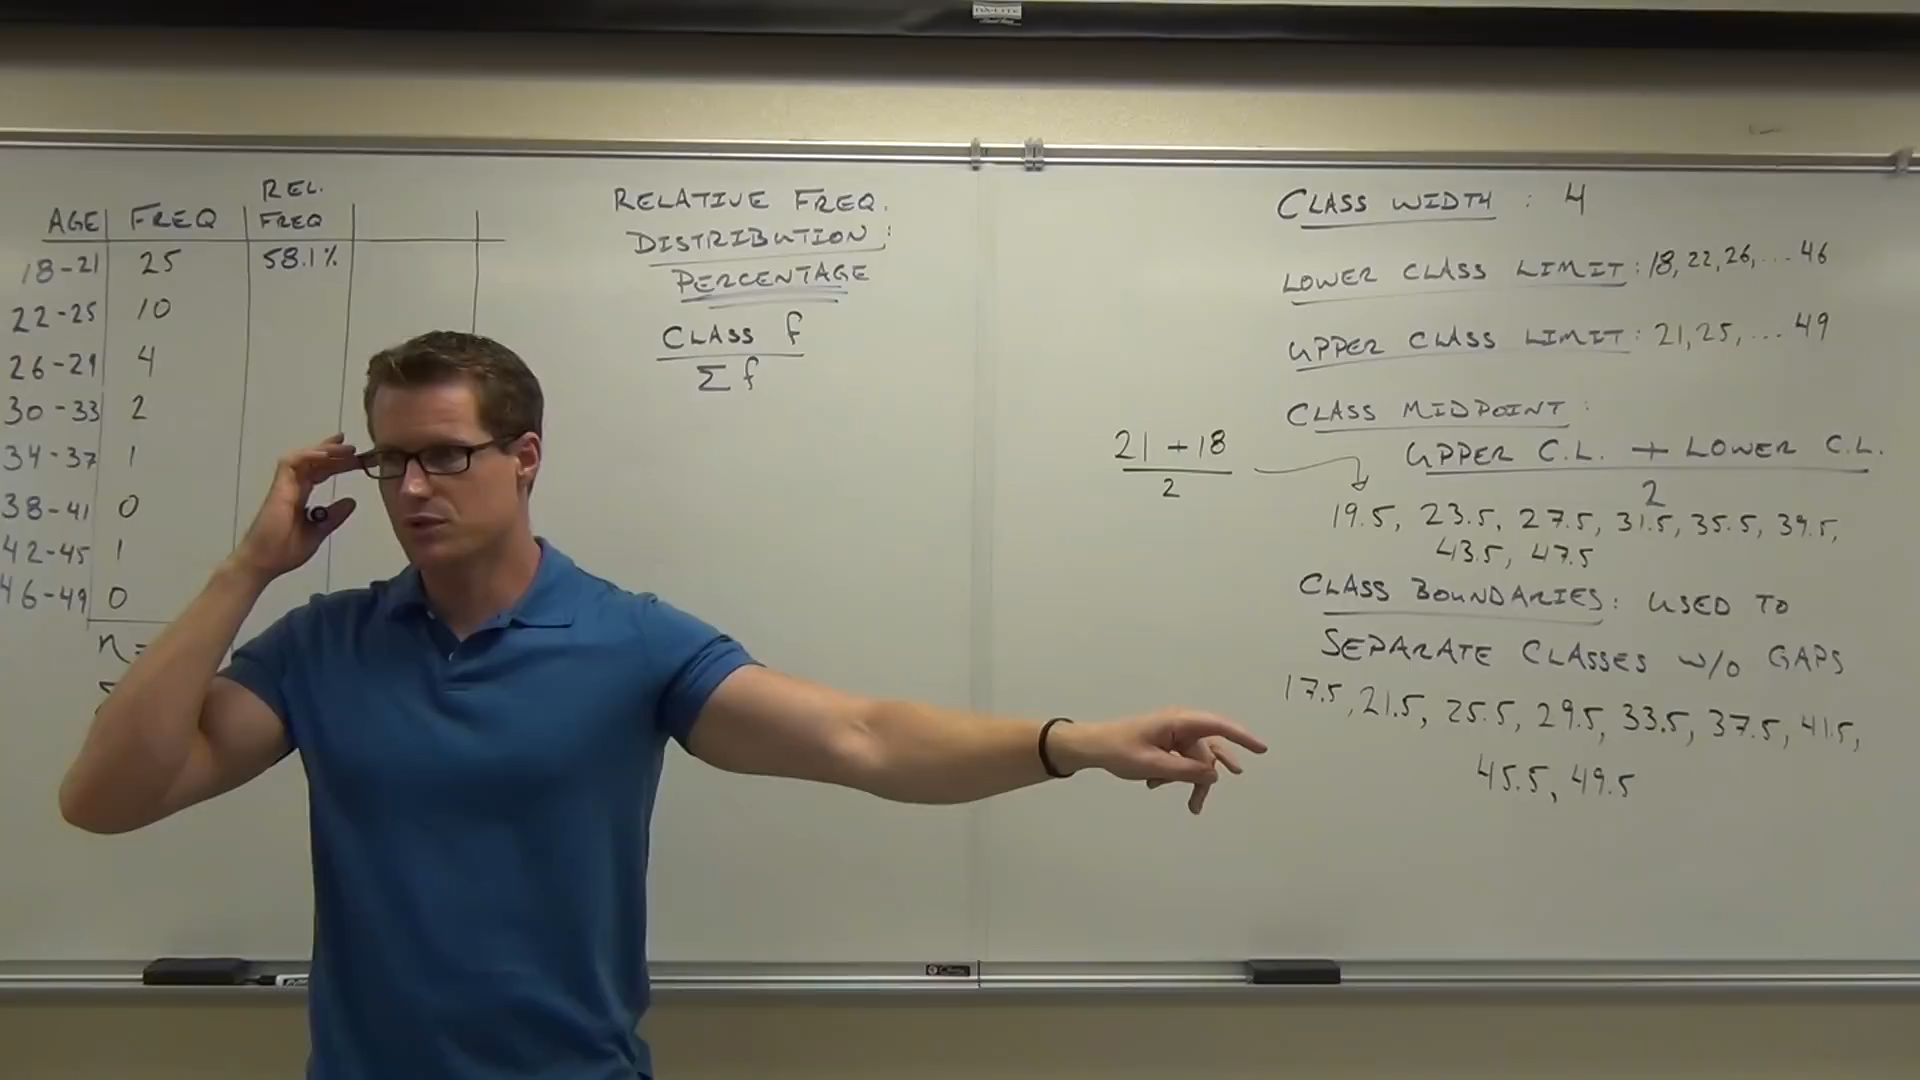 REL.
AGE FREQ FREQ
18-21 25 58.1%
22-25 10
26-29 4
30-33 2
34-37 1
38-41 0
42-45 1
46-49 0
n =
RELATIVE FREQ.
DISTRIBUTION:
PERCENTAGE
CLASS f
Σ f
CLASS WIDTH : 4
LOWER CLASS LIMIT: 18, 22, 26, ... 46
UPPER CLASS LIMIT: 21, 25, ... 49
CLASS MIDPOINT:
UPPER C.L. + LOWER C.L.
2
21 + 18
2
19.5, 23.5, 27.5, 31.5, 35.5, 39.5,
43.5, 47.5
CLASS BOUNDARIES: USED TO
SEPARATE CLASSES W/O GAPS
17.5, 21.5, 25.5, 29.5, 33.5, 37.5, 41.5,
45.5, 49.5